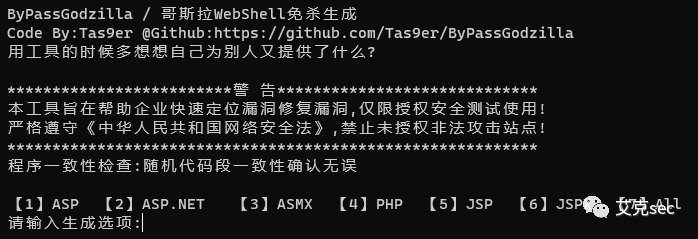 ByPassGodzilla / 哥斯拉WebShell免杀生成
Code By:Tas9er @Github:https://github.com/Tas9er/ByPassGodzilla
用工具的时候多想想自己为别人又提供了什么?
*************************警 告*****************************
本工具旨在帮助企业快速定位漏洞修复漏洞,仅限授权安全测试使用!
严格遵守《中华人民共和国网络安全法》,禁止未授权非法攻击站点!
***********************************************************
程序一致性检查:随机代码段一致性确认无误
【1】ASP 【2】ASP.NET 【3】ASMX 【4】PHP 【5】JSP 【6】JSP All
请输入生成选项:
艾克sec